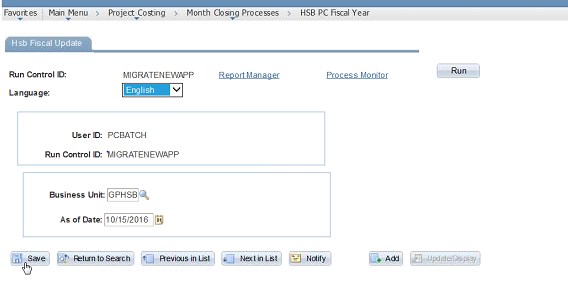 Favorites Main Menu > Project Costing > Month Closing Processes > HSB PC Fiscal Year
Hsb Fiscal Update
Run Control ID: MIGRATENEWAPP Report Manager Process Monitor Run
Language: English
User ID: PCBATCH
Run Control ID: MIGRATENEWAPP
Business Unit: GPHSB
As of Date: 10/15/2016
Save Return to Search Previous in List Next in List Notify Add Update/Display